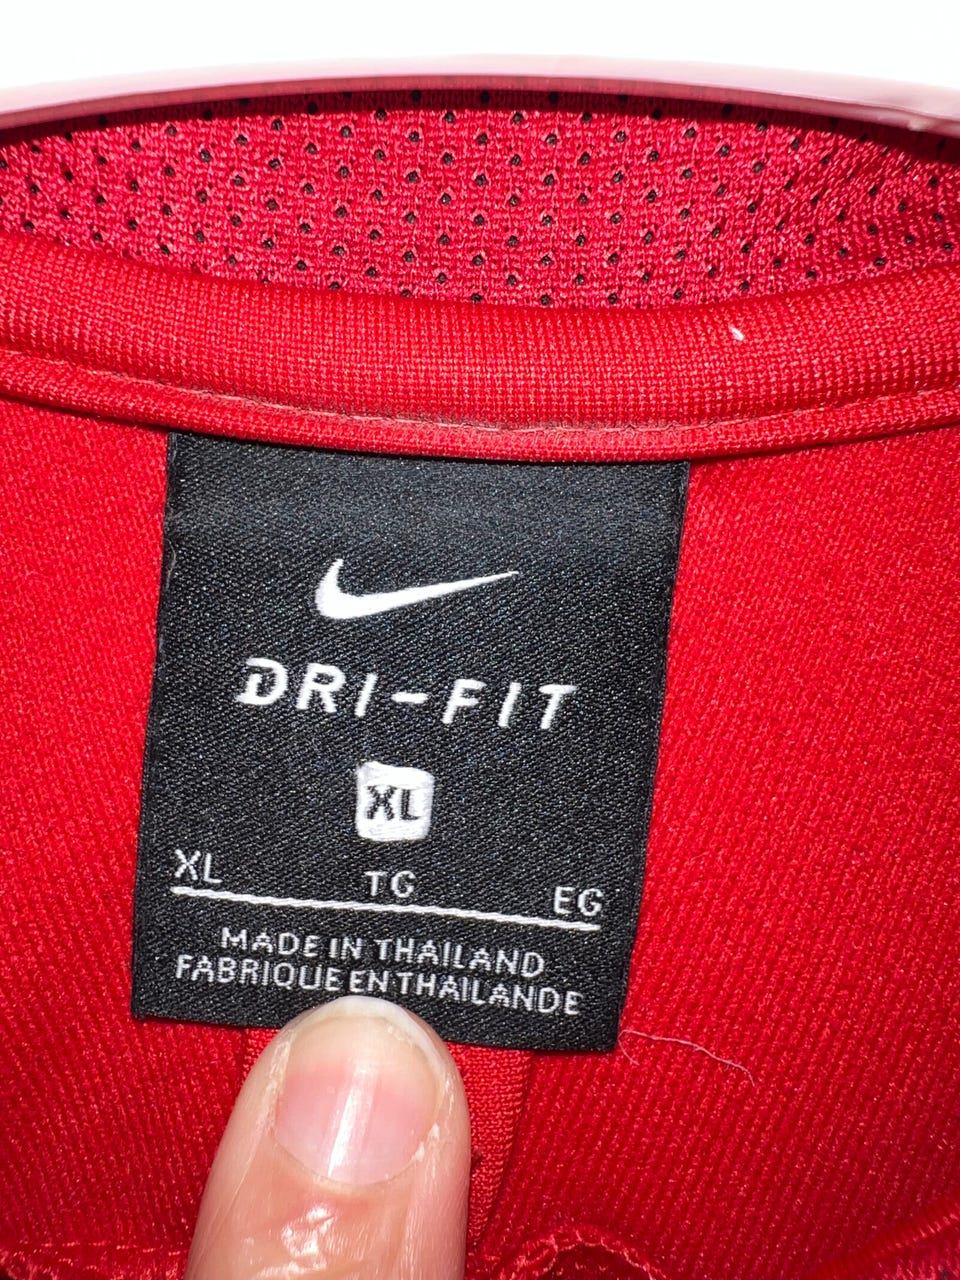 DRI-FIT
XL
XL TG EG
MADE IN THAILAND
FABRIQUE EN THAILANDE